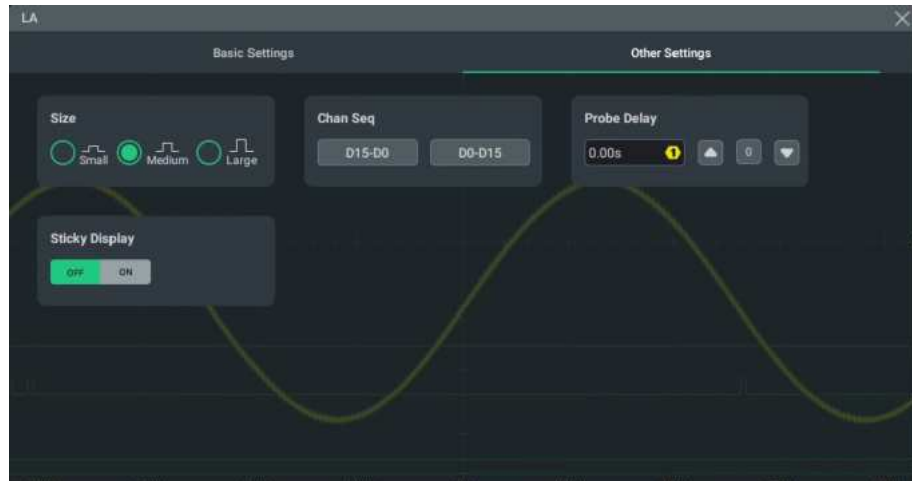 LA
Basic Settings
Other Settings
Size
Small
Medium
Large
Chan Seq
D15-D0
D0-D15
Probe Delay
0.00s
1
0
Sticky Display
OFF
ON